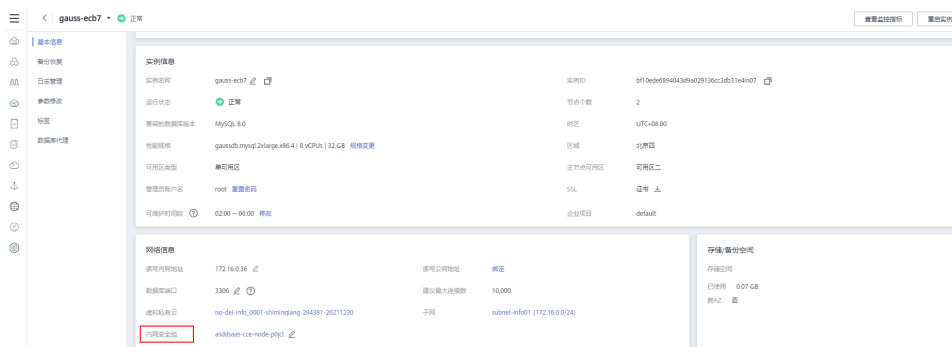 gauss-ecb7 正常 查看监控指标 重启实例
基本信息
备份恢复
日志管理
参数修改
标签
数据库代理
实例信息
实例名称 gauss-ecb7 实例ID bf10ede6894043d9a029136cc3db31e4in07
运行状态 正常 节点个数 2
兼容的数据库版本 MySQL 8.0 时区 UTC+08:00
性能规格 gaussdb.mysql.2xlarge.x86.4 | 8 vCPUs | 32 GB 规格变更 区域 北京四
可用区类型 单可用区 主节点可用区 可用区二
管理员账户名 root 重置密码 SSL 证书
可维护时间段 02:00 – 06:00 修改 企业项目 default
网络信息
读写内网地址 172.16.0.36 读写公网地址 绑定
数据库端口 3306 建议最大连接数 10,000
虚拟私有云 no-del-info_0001-shiminqiang-294381-20211230 子网 subnet-info01 (172.16.0.0/24)
内网安全组 asddsaas-cce-node-p0jcl
存储/备份空间
存储空间
已使用 0.07 GB
跨AZ 否